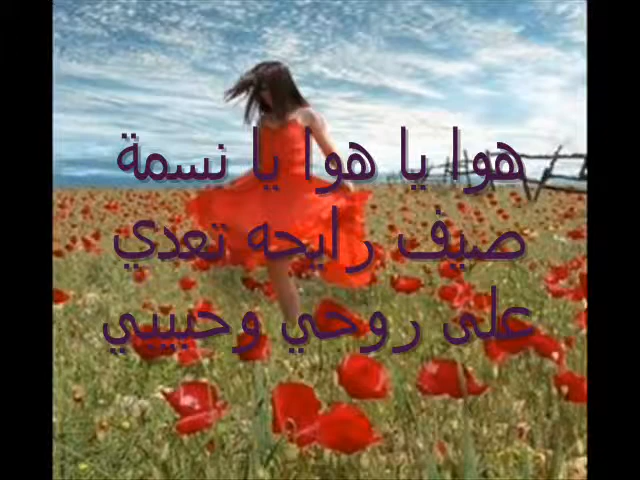 هوا يا هوا يا نسمة
صيف رايحه تعدي
على روحي وحبيبي